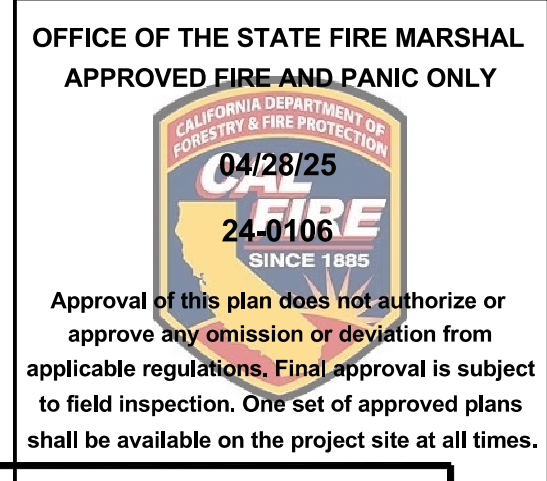 OFFICE OF THE STATE FIRE MARSHAL
APPROVED FIRE AND PANIC ONLY
CALIFORNIA DEPARTMENT OF
FORESTRY & FIRE PROTECTION
04/28/25
CAL
24-0106
FIRE
SINCE 1885
Approval of this plan does not authorize or
approve any omission or deviation from
applicable regulations. Final approval is subject
to field inspection. One set of approved plans
shall be available on the project site at all times.